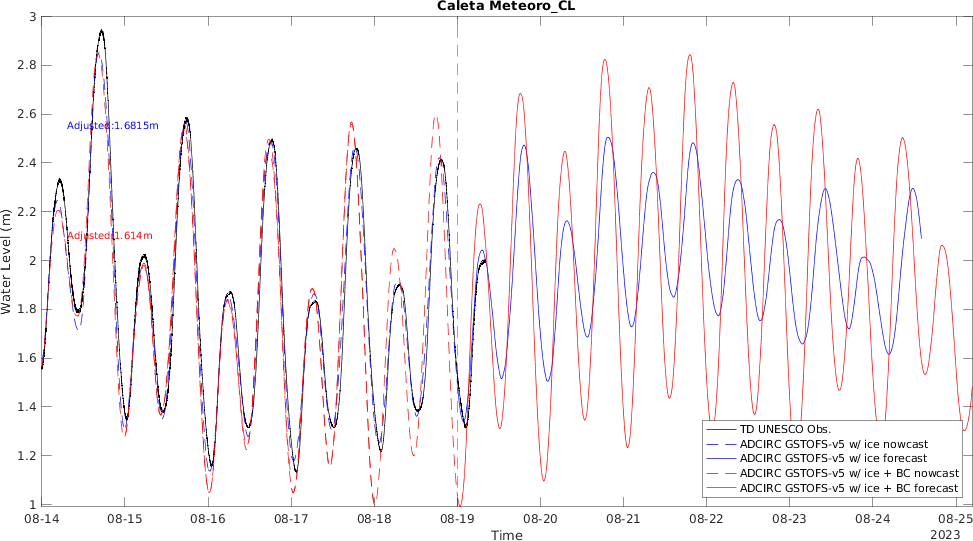 Caleta Meteoro_CL
3
2.8
2.6
2.4
2.2
2
1.8
1.6
1.4
1.2
1
Water Level (m)
Adjusted:1.6815m
Adjusted:1.614m
TD UNESCO Obs.
ADCIRC GSTOFS-v5 w/ ice nowcast
ADCIRC GSTOFS-v5 w/ ice forecast
ADCIRC GSTOFS-v5 w/ ice + BC nowcast
ADCIRC GSTOFS-v5 w/ ice + BC forecast
08-14 08-15 08-16 08-17 08-18 08-19 08-20 08-21 08-22 08-23 08-24 08-25
Time
2023